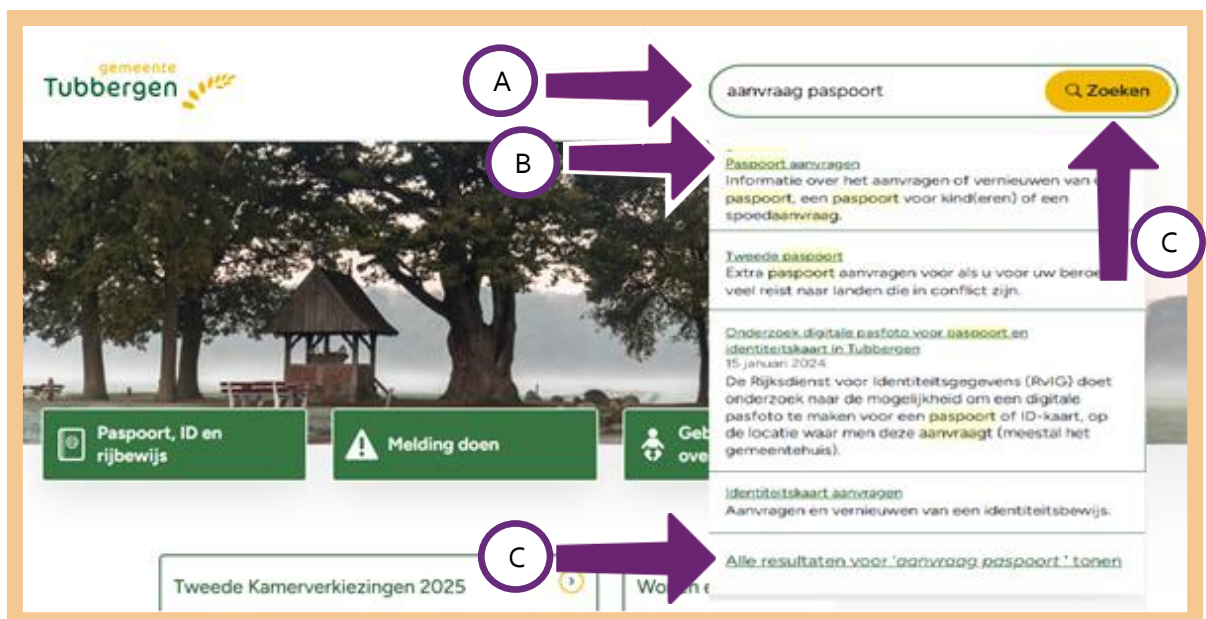 gemeente
Tubbergen
A
aanvraag paspoort
Zoeken
B
C
Paspoort aanvragen
Informatie over het aanvragen of vernieuwen van
paspoort, een paspoort voor kind(eren) of een
spoedaanvraag.
Tweede paspoort
Extra paspoort aanvragen voor als u voor uw beroe
veel reist naar landen die in conflict zijn.
Onderzoek digitale pasfoto voor paspoort en
identiteitskaart in Tubbergen
15 januari 2024
De Rijksdienst voor Identiteitsgegevens (RvIG) doet
onderzoek naar de mogelijkheid om een digitale
pasfoto te maken voor een paspoort of ID-kaart, op
de locatie waar men deze aanvraagt (meestal het
gemeentehuis).
Identiteitskaart aanvragen
Aanvragen en vernieuwen van een identiteitsbewijs.
C
Alle resultaten voor 'aanvraag paspoort ' tonen
Paspoort, ID en
rijbewijs
Melding doen
Geb
ove
Tweede Kamerverkiezingen 2025